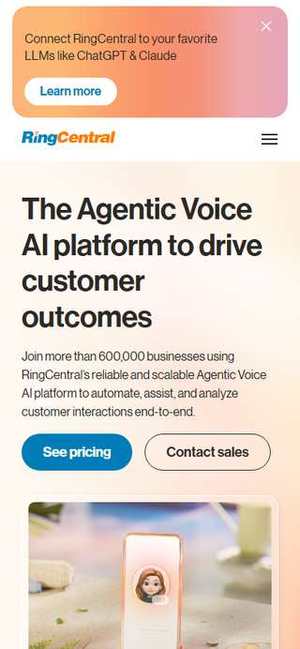 Connect RingCentral to your favorite
LLMs like ChatGPT & Claude
Learn more
RingCentral
The Agentic Voice
AI platform to drive
customer
outcomes
Join more than 600,000 businesses using
RingCentral's reliable and scalable Agentic Voice
AI platform to automate, assist, and analyze
customer interactions end-to-end.
See pricing
Contact sales